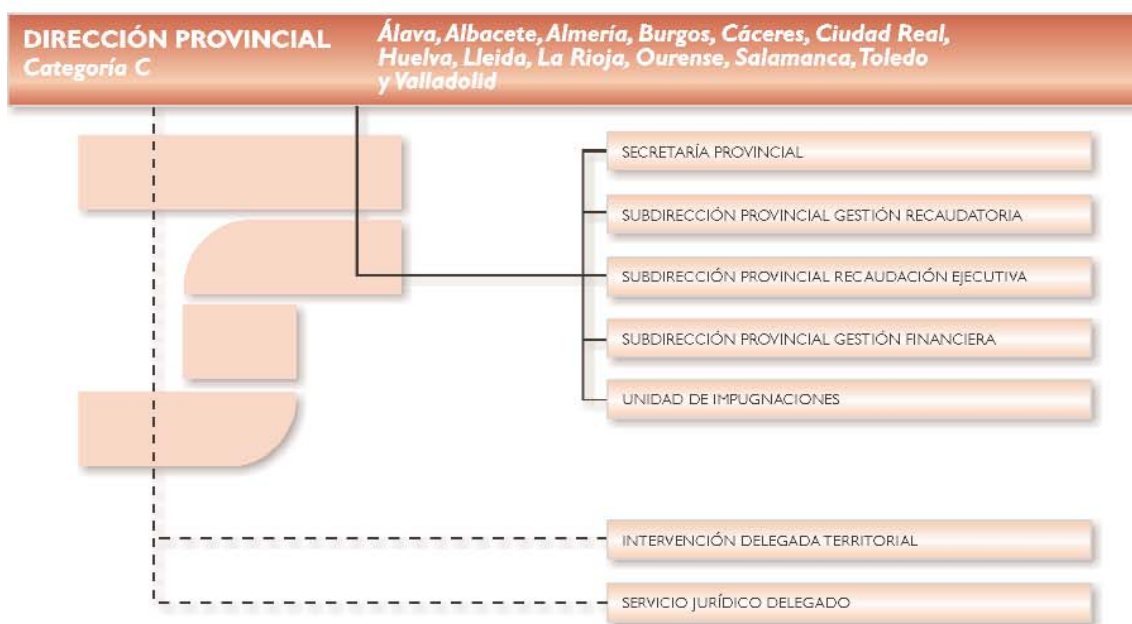 DIRECCIÓN PROVINCIAL
Categoría C
Álava, Albacete, Almería, Burgos, Cáceres, Ciudad Real,
Huelva, Lleida, La Rioja, Ourense, Salamanca, Toledo
y Valladolid
SECRETARÍA PROVINCIAL
SUBDIRECCIÓN PROVINCIAL GESTIÓN RECAUDATORIA
SUBDIRECCIÓN PROVINCIAL RECAUDACIÓN EJECUTIVA
SUBDIRECCIÓN PROVINCIAL GESTIÓN FINANCIERA
UNIDAD DE IMPUGNACIONES
INTERVENCIÓN DELEGADA TERRITORIAL
SERVICIO JURÍDICO DELEGADO